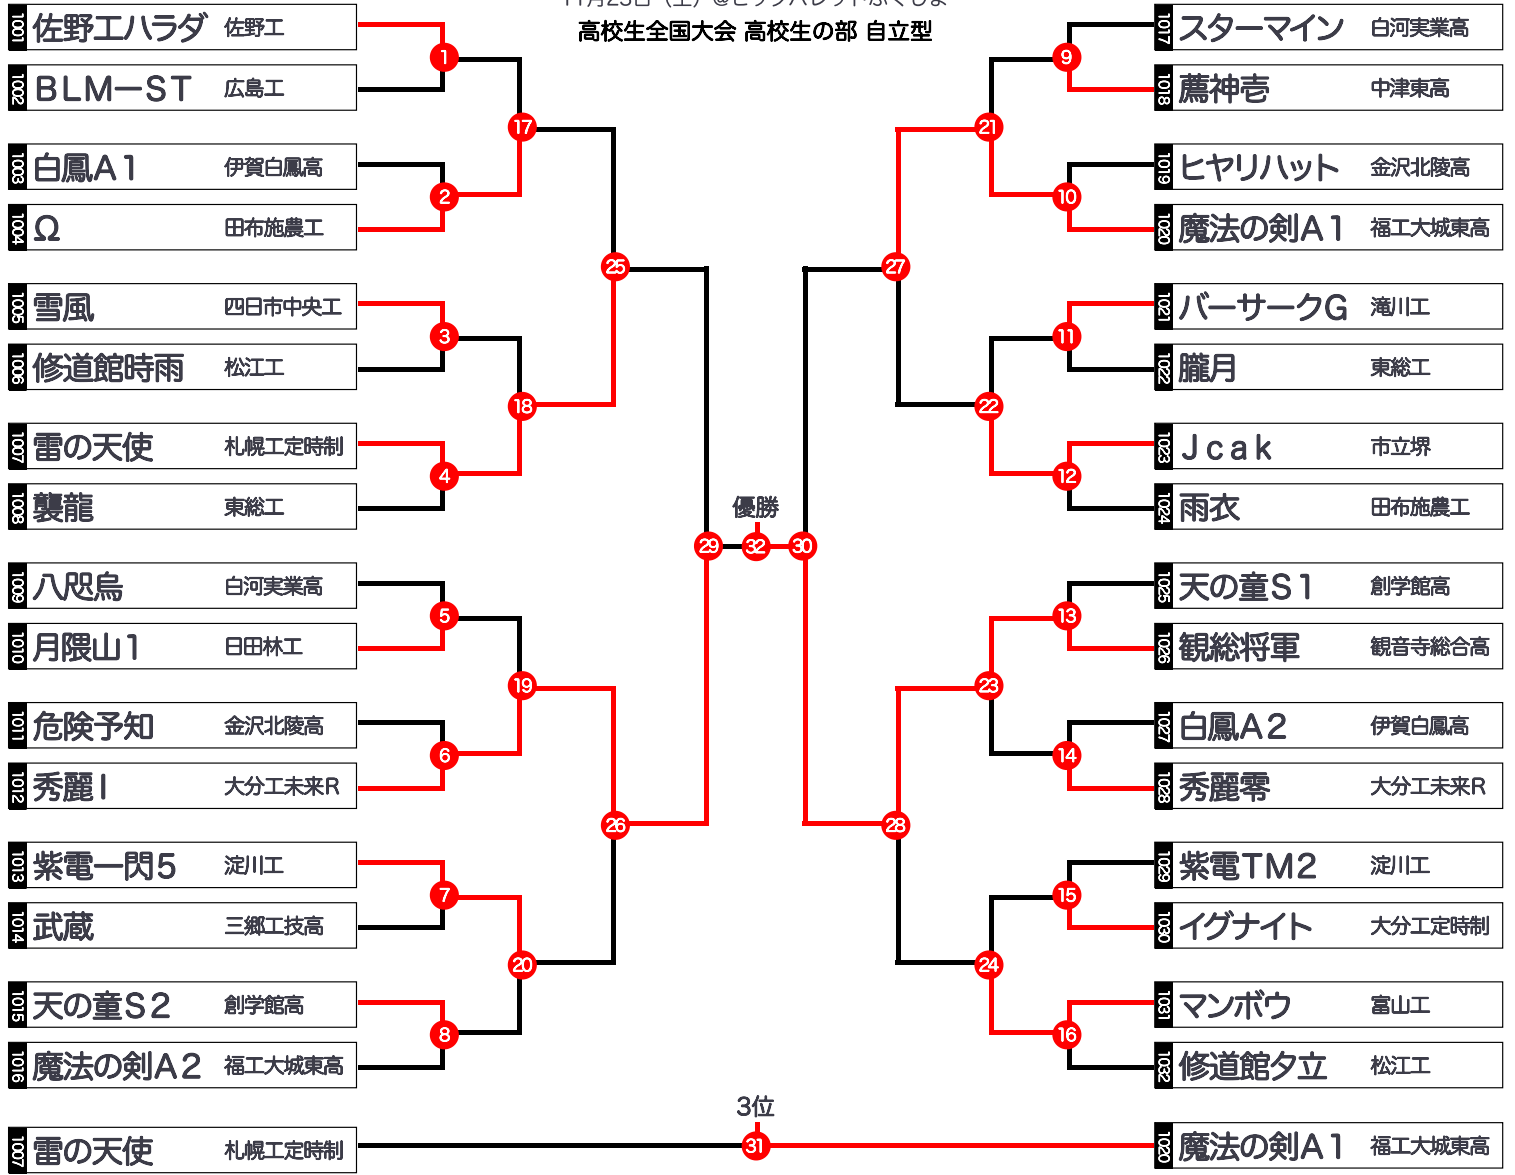 11月23日（土）@ビッグパレットふくしま
高校生全国大会 高校生の部 自立型
1001 佐野工ハラダ 佐野工
1
1002 BLM－ST 広島工
17
1003 白鳳A1 伊賀白鳳高
2
1004 Ω 田布施農工
25
1005 雪風 四日市中央工
3
1006 修道館時雨 松江工
18
1007 雷の天使 札幌工定時制
4
1008 襲龍 東総工
29
1009 八咫烏 白河実業高
5
1010 月隈山1 日田林工
19
1011 危険予知 金沢北陵高
6
1012 秀麗I 大分工未来R
26
1013 紫電一閃5 淀川工
7
1014 武蔵 三郷工技高
20
1015 天の童S2 創学館高
8
1016 魔法の剣A2 福工大城東高
優勝
32
1017 スターマイン 白河実業高
9
1018 薦神壱 中津東高
21
1019 ヒヤリハット 金沢北陵高
10
1020 魔法の剣A1 福工大城東高
27
1021 バーサークG 滝川工
11
1022 朧月 東総工
22
1023 Jcak 市立堺
12
1024 雨衣 田布施農工
30
1025 天の童S1 創学館高
13
1026 観総将軍 観音寺総合高
23
1027 白鳳A2 伊賀白鳳高
14
1028 秀麗零 大分工未来R
28
1029 紫電TM2 淀川工
15
1030 イグナイト 大分工定時制
24
1031 マンボウ 富山工
16
1032 修道館夕立 松江工
3位
1007 雷の天使 札幌工定時制
31
1020 魔法の剣A1 福工大城東高